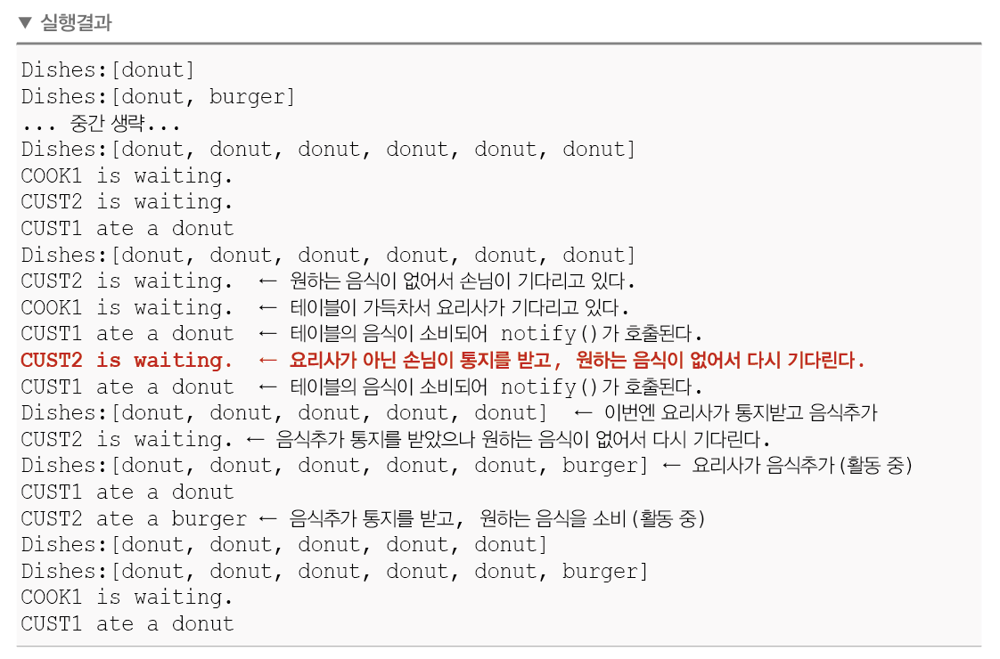 ▼ 실행결과
Dishes:[donut]
Dishes:[donut, burger]
... 중간 생략...
Dishes:[donut, donut, donut, donut, donut, donut]
COOK1 is waiting.
CUST2 is waiting.
CUST1 ate a donut
Dishes:[donut, donut, donut, donut, donut, donut]
CUST2 is waiting. ← 원하는 음식이 없어서 손님이 기다리고 있다.
COOK1 is waiting. ← 테이블이 가득차서 요리사가 기다리고 있다.
CUST1 ate a donut ← 테이블의 음식이 소비되어 notify()가 호출된다.
CUST2 is waiting. ← 요리사가 아닌 손님이 통지를 받고, 원하는 음식이 없어서 다시 기다린다.
CUST1 ate a donut ← 테이블의 음식이 소비되어 notify()가 호출된다.
Dishes:[donut, donut, donut, donut, donut] ← 이번엔 요리사가 통지받고 음식추가
CUST2 is waiting. ← 음식추가 통지를 받았으나 원하는 음식이 없어서 다시 기다린다.
Dishes:[donut, donut, donut, donut, donut, burger] ← 요리사가 음식추가(활동 중)
CUST1 ate a donut
CUST2 ate a burger ← 음식추가 통지를 받고, 원하는 음식을 소비(활동 중)
Dishes:[donut, donut, donut, donut, donut]
Dishes:[donut, donut, donut, donut, donut, burger]
COOK1 is waiting.
CUST1 ate a donut